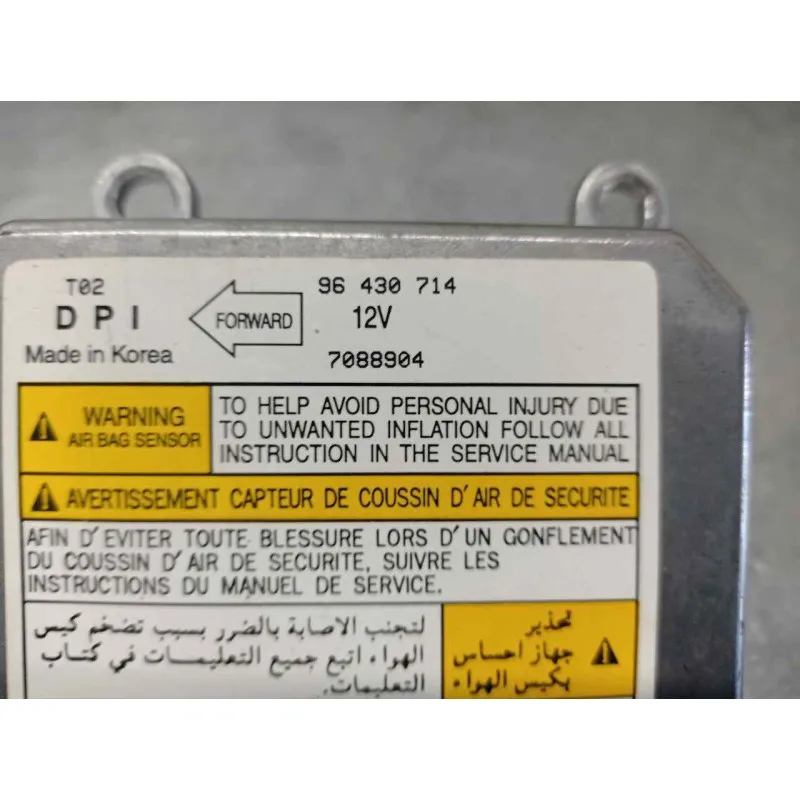 T02
96 430 714
DPI
FORWARD
12V
Made in Korea
7088904
WARNING
AIR BAG SENSOR
TO HELP AVOID PERSONAL INJURY DUE
TO UNWANTED INFLATION FOLLOW ALL
INSTRUCTION IN THE SERVICE MANUAL
AVERTISSEMENT CAPTEUR DE COUSSIN D'AIR DE SECURITE
AFIN D'EVITER TOUTE BLESSURE LORS D'UN GONFLEMENT
DU COUSSIN D'AIR DE SECURITE, SUIVRE LES
INSTRUCTIONS DU MANUEL DE SERVICE.
تحذير
جهاز احساس
بكيس الهواء
لتجنب الاصابة بالضرر بسبب تضخم كيس
الهواء اتبع جميع التعليمات في كتاب
التعليمات.